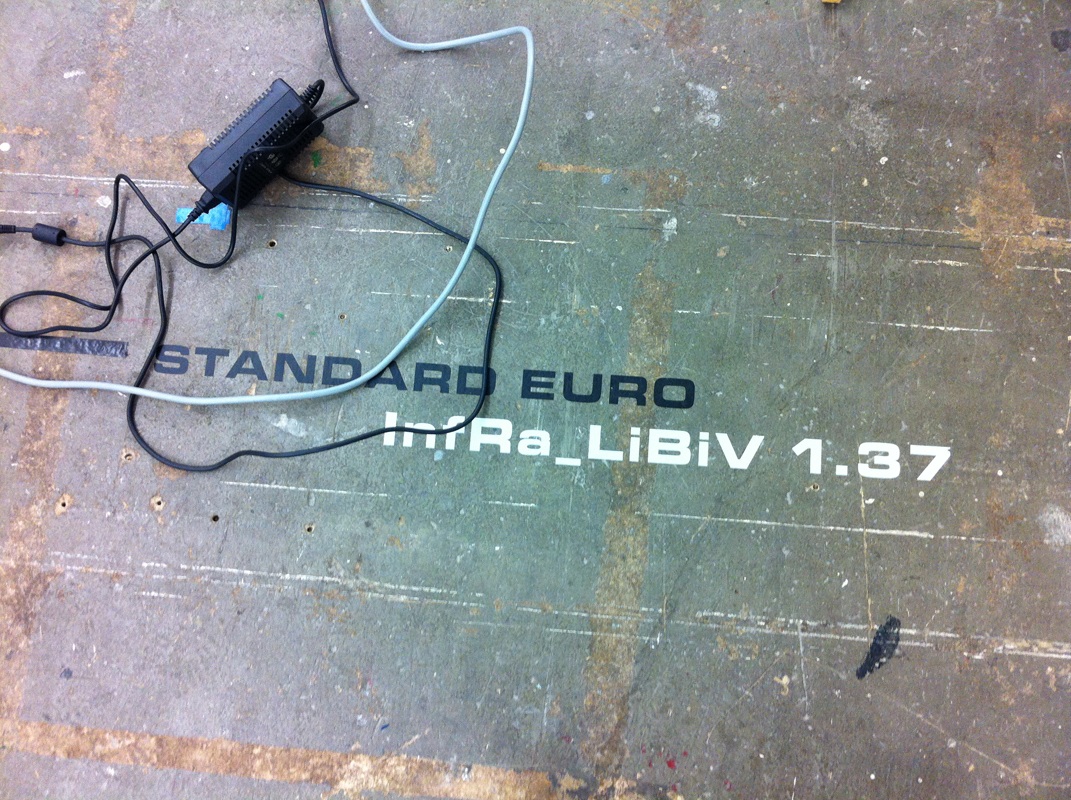 STANDARD EURO
InfRa_LiBiV 1.37